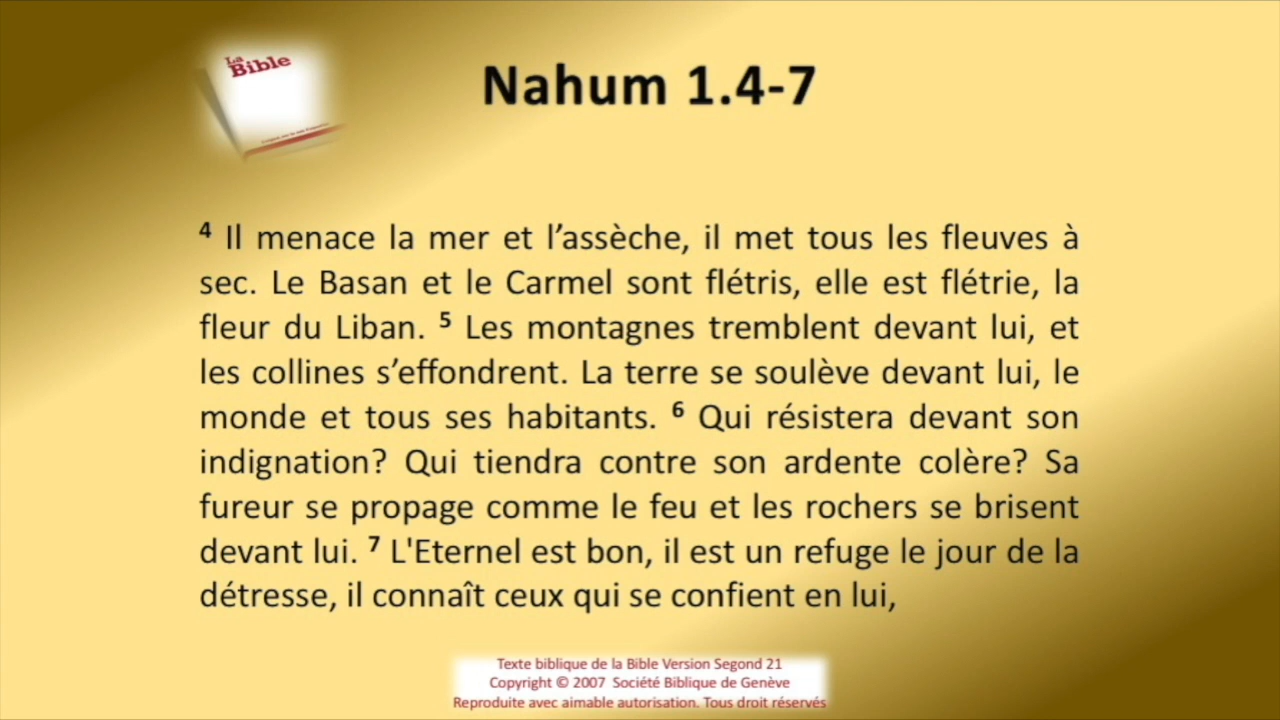 La
Bible
Nahum 1.4-7
4 Il menace la mer et l’assèche, il met tous les fleuves à
sec. Le Basan et le Carmel sont flétris, elle est flétrie, la
fleur du Liban. 5 Les montagnes tremblent devant lui, et
les collines s’effondrent. La terre se soulève devant lui, le
monde et tous ses habitants. 6 Qui résistera devant son
indignation? Qui tiendra contre son ardente colère? Sa
fureur se propage comme le feu et les rochers se brisent
devant lui. 7 L'Eternel est bon, il est un refuge le jour de la
détresse, il connaît ceux qui se confient en lui,
Texte biblique de la Bible Version Segond 21
Copyright © 2007 Société Biblique de Genève
Reproduite avec aimable autorisation. Tous droit réservés